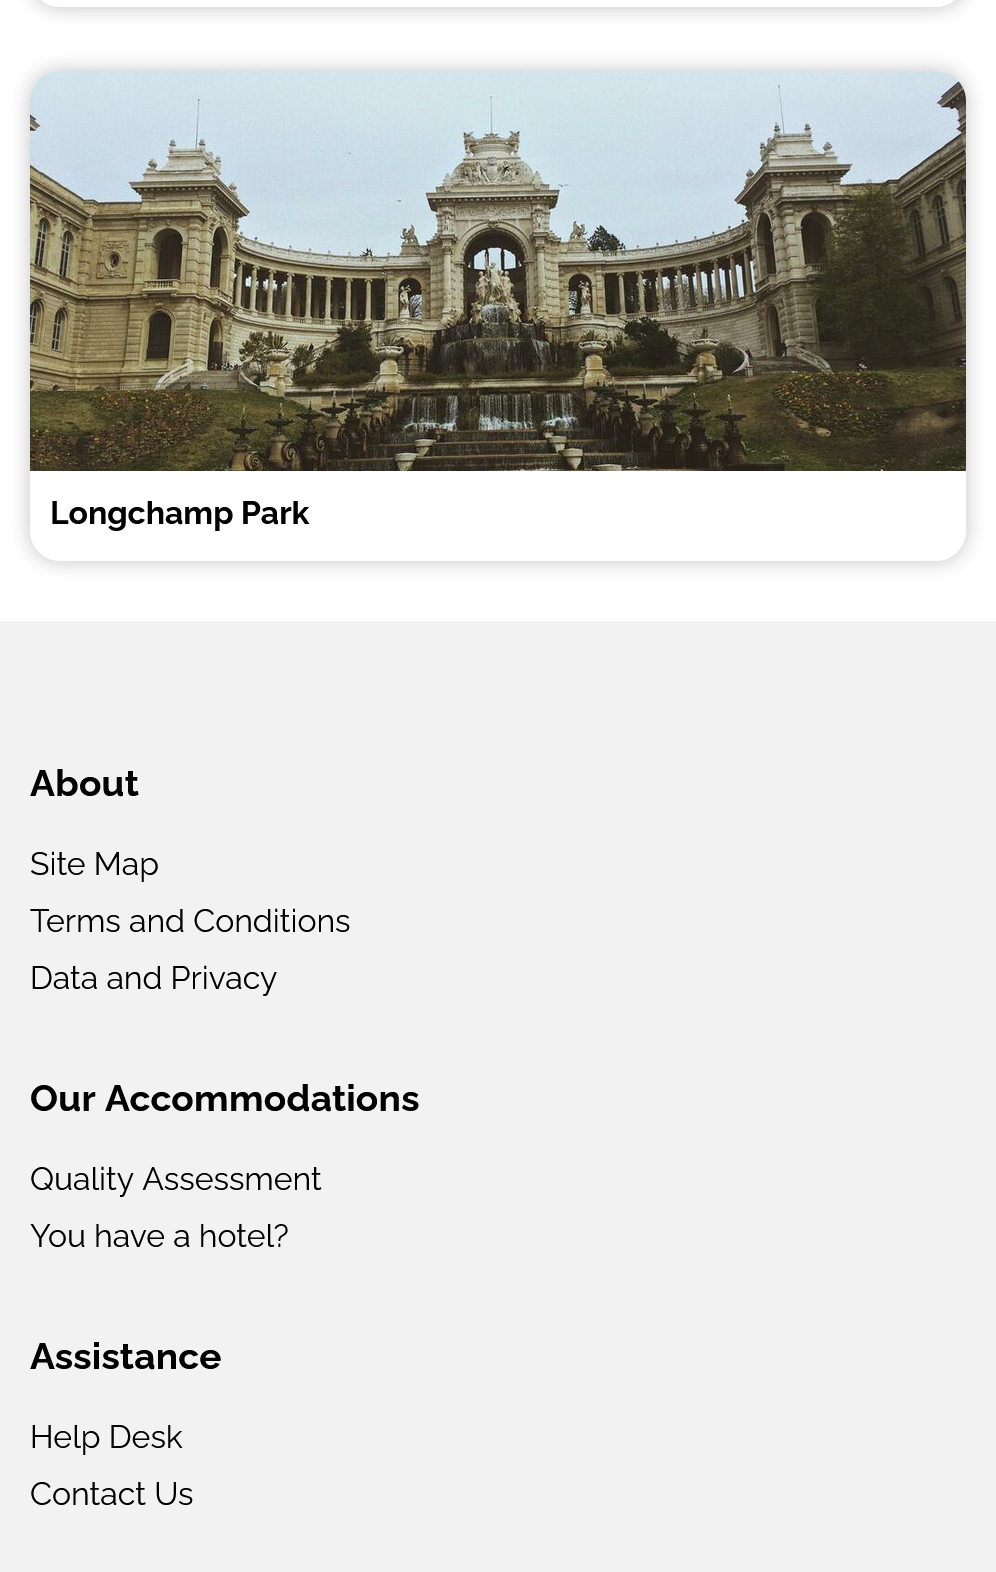 Longchamp Park
About
Site Map
Terms and Conditions
Data and Privacy
Our Accommodations
Quality Assessment
You have a hotel?
Assistance
Help Desk
Contact Us